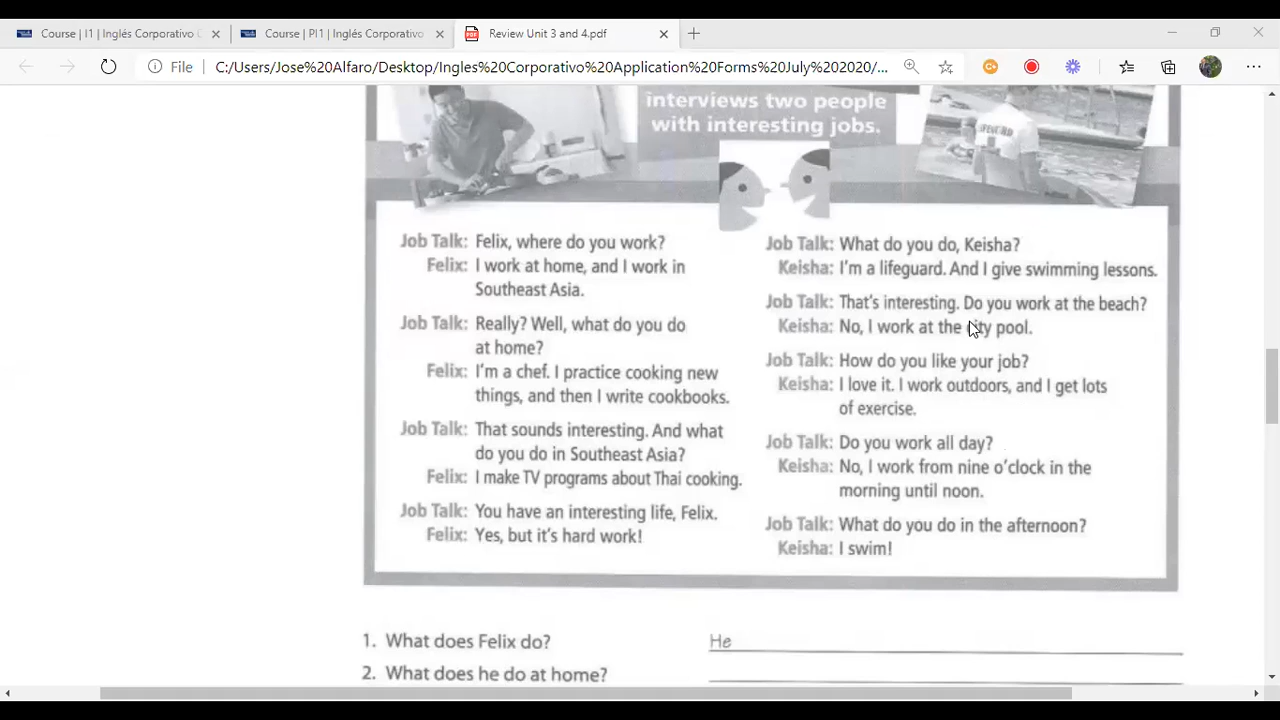 Course | I1 | Inglés Corporativo
Course | PI1 | Inglés Corporativo
Review Unit 3 and 4.pdf
File
C:/Users/Jose%20Alfaro/Desktop/Ingles%20Corporativo%20Application%20Forms%20July%202020/...
interviews two people
with interesting jobs.
LIFEGUARD
Job Talk: Felix, where do you work?
Felix: I work at home, and I work in
Southeast Asia.
Job Talk: Really? Well, what do you do
at home?
Felix: I'm a chef. I practice cooking new
things, and then I write cookbooks.
Job Talk: That sounds interesting. And what
do you do in Southeast Asia?
Felix: I make TV programs about Thai cooking.
Job Talk: You have an interesting life, Felix.
Felix: Yes, but it's hard work!
Job Talk: What do you do, Keisha?
Keisha: I'm a lifeguard. And I give swimming lessons.
Job Talk: That's interesting. Do you work at the beach?
Keisha: No, I work at the city pool.
Job Talk: How do you like your job?
Keisha: I love it. I work outdoors, and I get lots
of exercise.
Job Talk: Do you work all day?
Keisha: No, I work from nine o'clock in the
morning until noon.
Job Talk: What do you do in the afternoon?
Keisha: I swim!
1. What does Felix do?
He
2. What does he do at home?